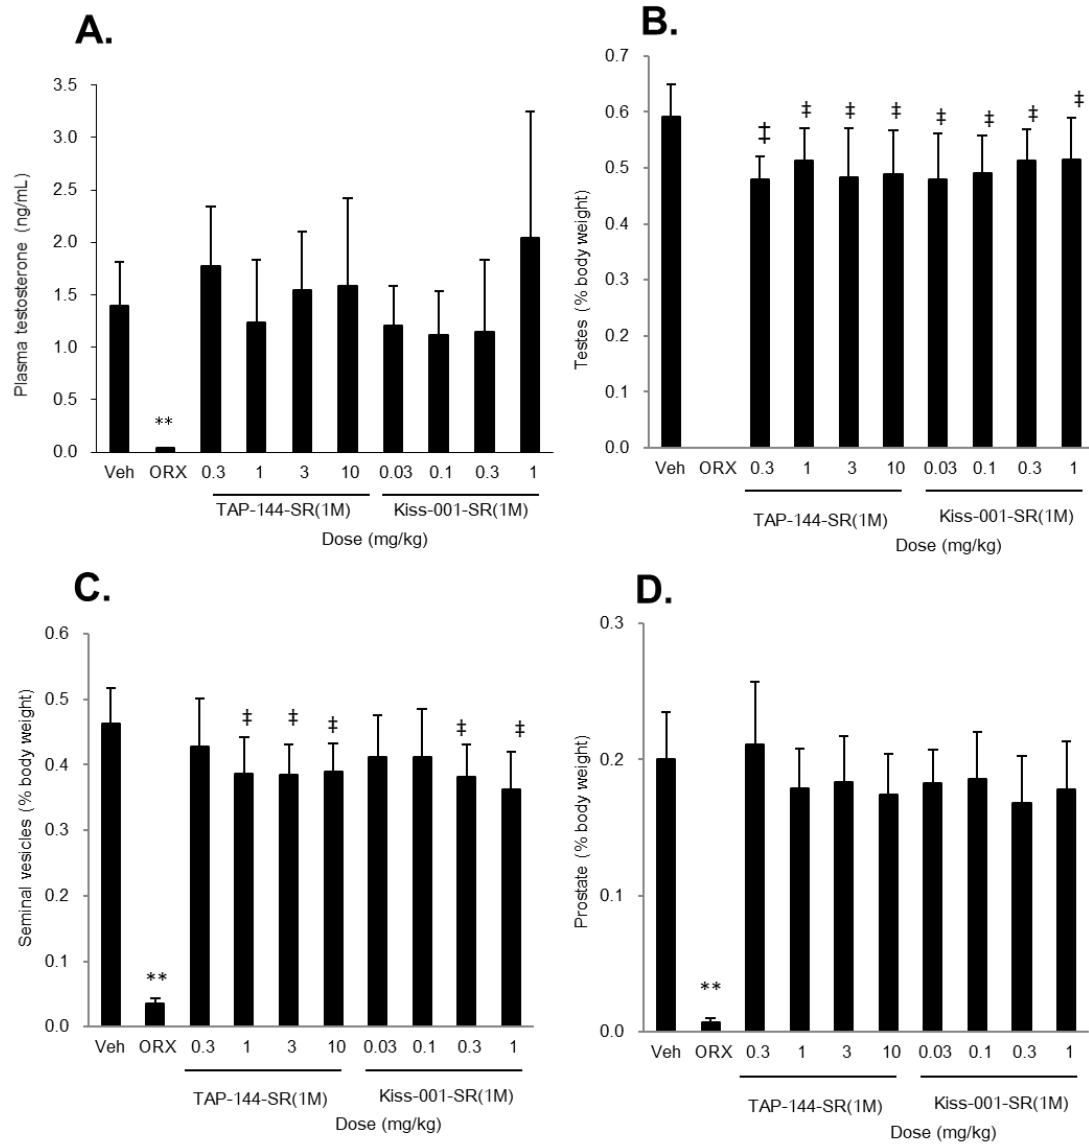 A.
Plasma testosterone (ng/mL)
3.5
3.0
2.5
2.0
1.5
1.0
0.5
0.0
**
Veh ORX 0.3 1 3 10 0.03 0.1 0.3 1
TAP-144-SR(1M) Kiss-001-SR(1M)
Dose (mg/kg)
B.
Testes (% body weight)
0.7
0.6
0.5
0.4
0.3
0.2
0.1
0.0
‡ ‡ ‡ ‡ ‡ ‡ ‡ ‡
Veh ORX 0.3 1 3 10 0.03 0.1 0.3 1
TAP-144-SR(1M) Kiss-001-SR(1M)
Dose (mg/kg)
C.
Seminal vesicles (% body weight)
0.6
0.5
0.4
0.3
0.2
0.1
0.0
** ‡ ‡ ‡ ‡ ‡
Veh ORX 0.3 1 3 10 0.03 0.1 0.3 1
TAP-144-SR(1M) Kiss-001-SR(1M)
Dose (mg/kg)
D.
Prostate (% body weight)
0.3
0.2
0.1
0.0
**
Veh ORX 0.3 1 3 10 0.03 0.1 0.3 1
TAP-144-SR(1M) Kiss-001-SR(1M)
Dose (mg/kg)